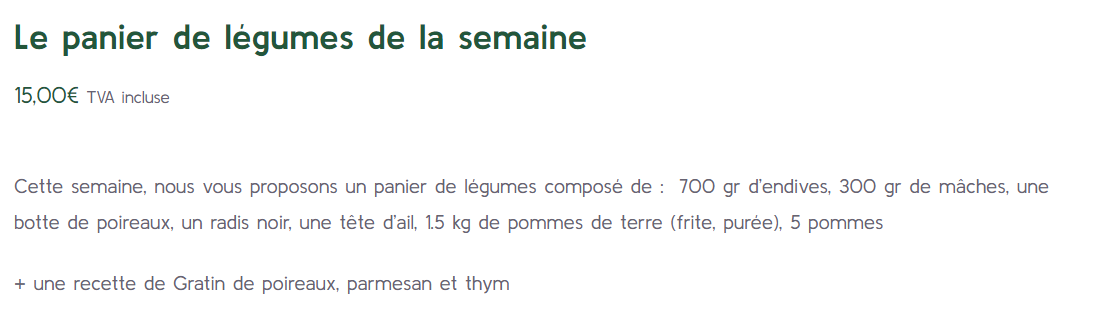 Le panier de légumes de la semaine
15,00€ TVA incluse
Cette semaine, nous vous proposons un panier de légumes composé de :  700 gr d'endives, 300 gr de mâches, une
botte de poireaux, un radis noir, une tête d'ail, 1.5 kg de pommes de terre (frite, purée), 5 pommes
+ une recette de Gratin de poireaux, parmesan et thym